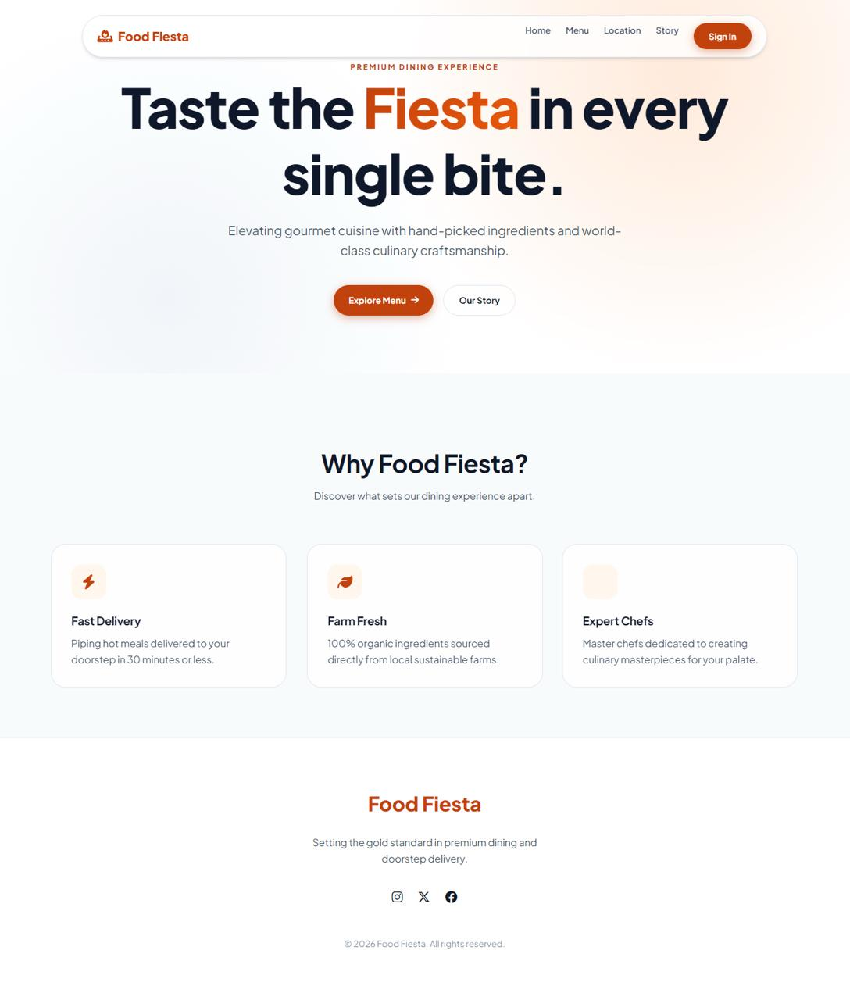 Food Fiesta
Home Menu Location Story Sign In
PREMIUM DINING EXPERIENCE
Taste the Fiesta in every
single bite.
Elevating gourmet cuisine with hand-picked ingredients and world-
class culinary craftsmanship.
Explore Menu Our Story
Why Food Fiesta?
Discover what sets our dining experience apart.
Fast Delivery
Piping hot meals delivered to your
doorstep in 30 minutes or less.
Farm Fresh
100% organic ingredients sourced
directly from local sustainable farms.
Expert Chefs
Master chefs dedicated to creating
culinary masterpieces for your palate.
Food Fiesta
Setting the gold standard in premium dining and
doorstep delivery.
© 2026 Food Fiesta. All rights reserved.